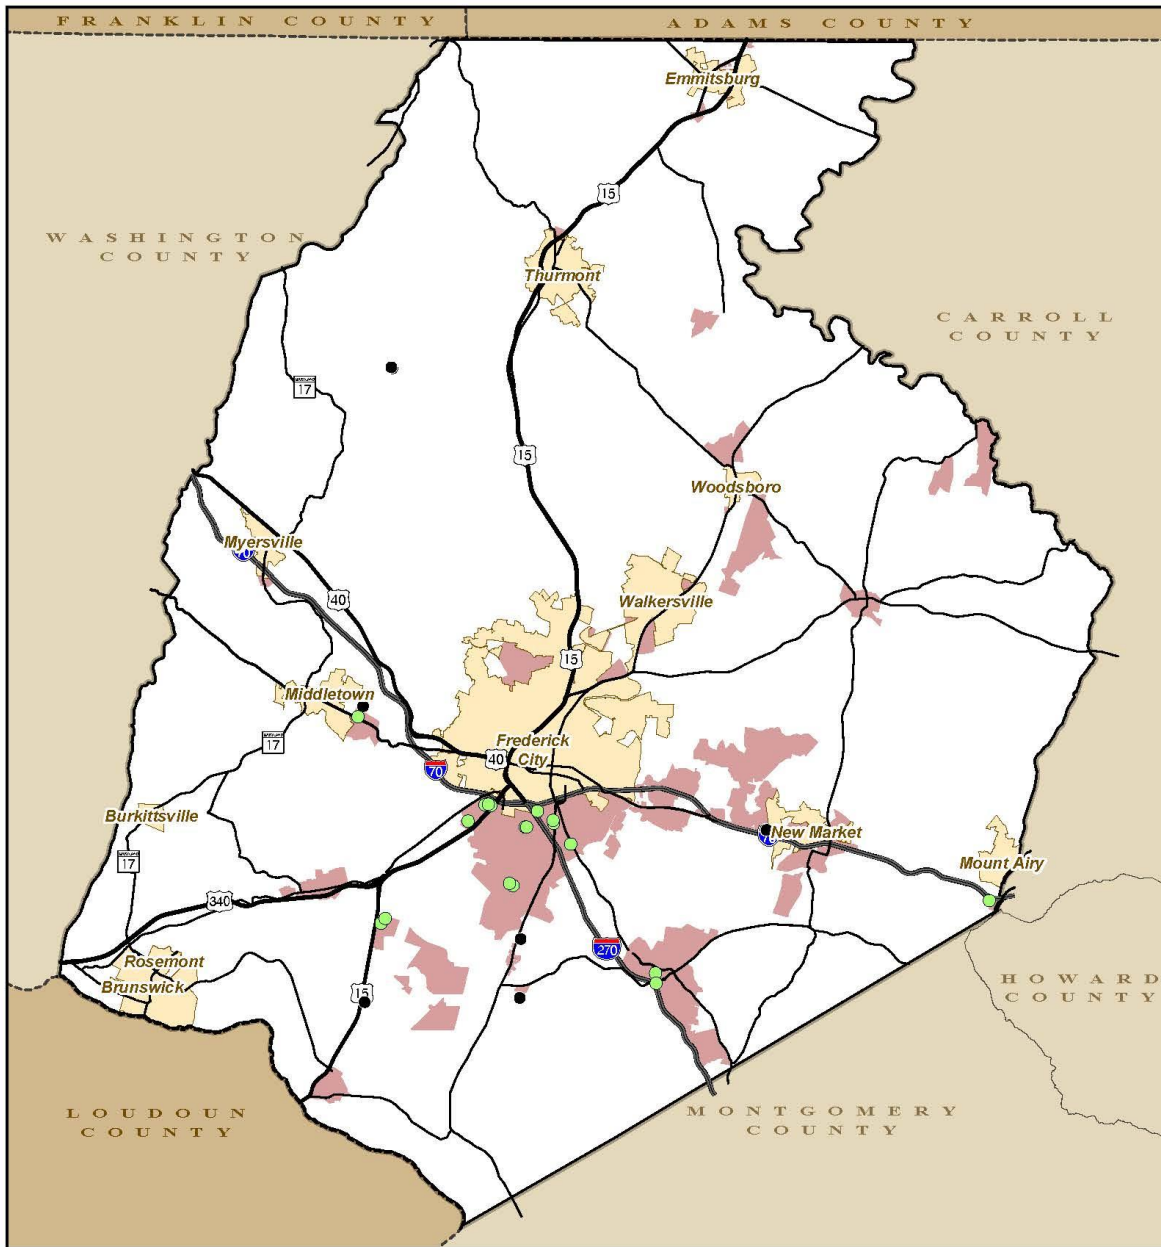 FRANKLIN COUNTY
ADAMS COUNTY
Emmitsburg
15
WASHINGTON
COUNTY
Thurmont
CARROLL
COUNTY
17
15
Woodsboro
Myersville
70
40
Walkersville
15
Middletown
17
Frederick
City
40
70
Burkittsville
New Market
70
17
Mount Airy
340
270
Rosemont
Brunswick
15
HOWARD
COUNTY
LOUDOUN
COUNTY
MONTGOMERY
COUNTY